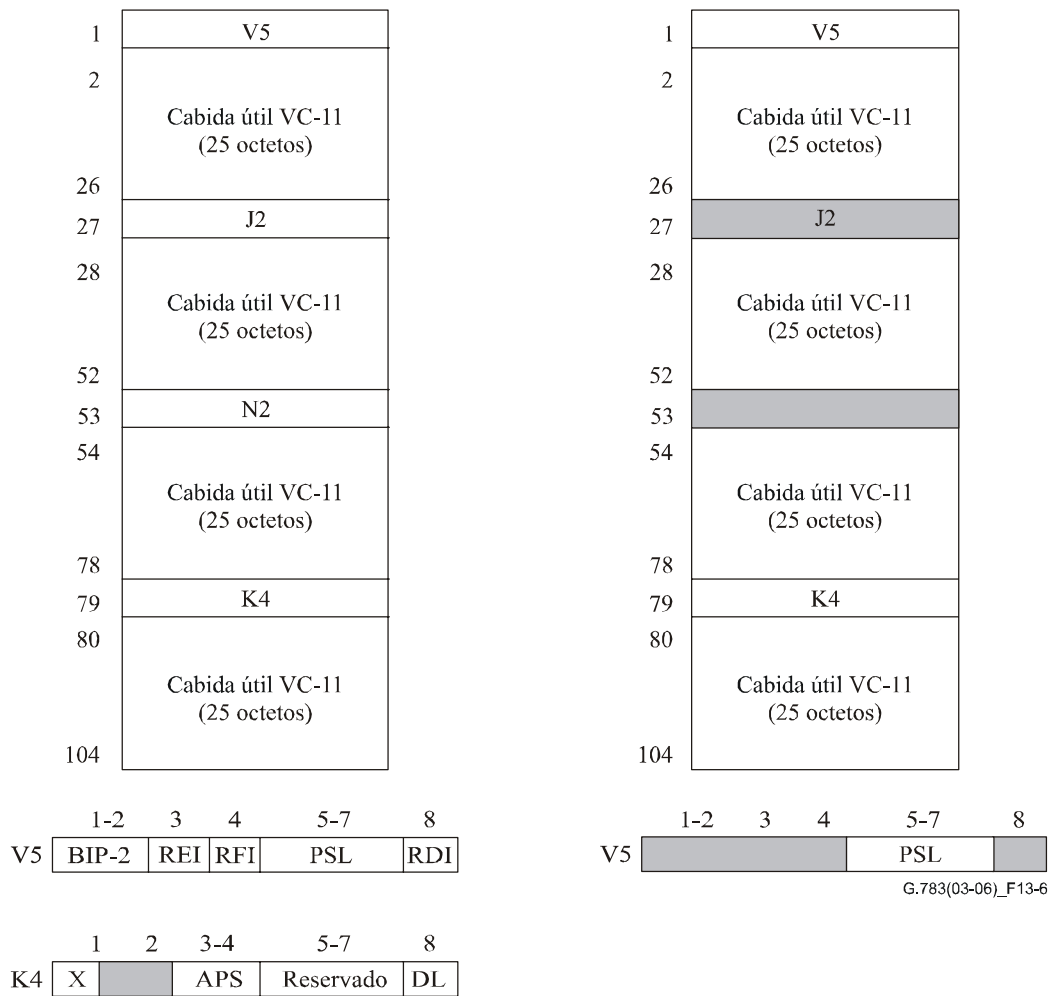 1 V5
2
Cabida útil VC-11
(25 octetos)
26
27 J2
28
Cabida útil VC-11
(25 octetos)
52
53 N2
54
Cabida útil VC-11
(25 octetos)
78
79 K4
80
Cabida útil VC-11
(25 octetos)
104
1-2 3 4 5-7 8
V5 BIP-2 REI RFI PSL RDI
1 2 3-4 5-7 8
K4 X APS Reservado DL
1 V5
2
Cabida útil VC-11
(25 octetos)
26
27 J2
28
Cabida útil VC-11
(25 octetos)
52
53
54
Cabida útil VC-11
(25 octetos)
78
79 K4
80
Cabida útil VC-11
(25 octetos)
104
1-2 3 4 5-7 8
V5 PSL
G.783(03-06)_F13-6